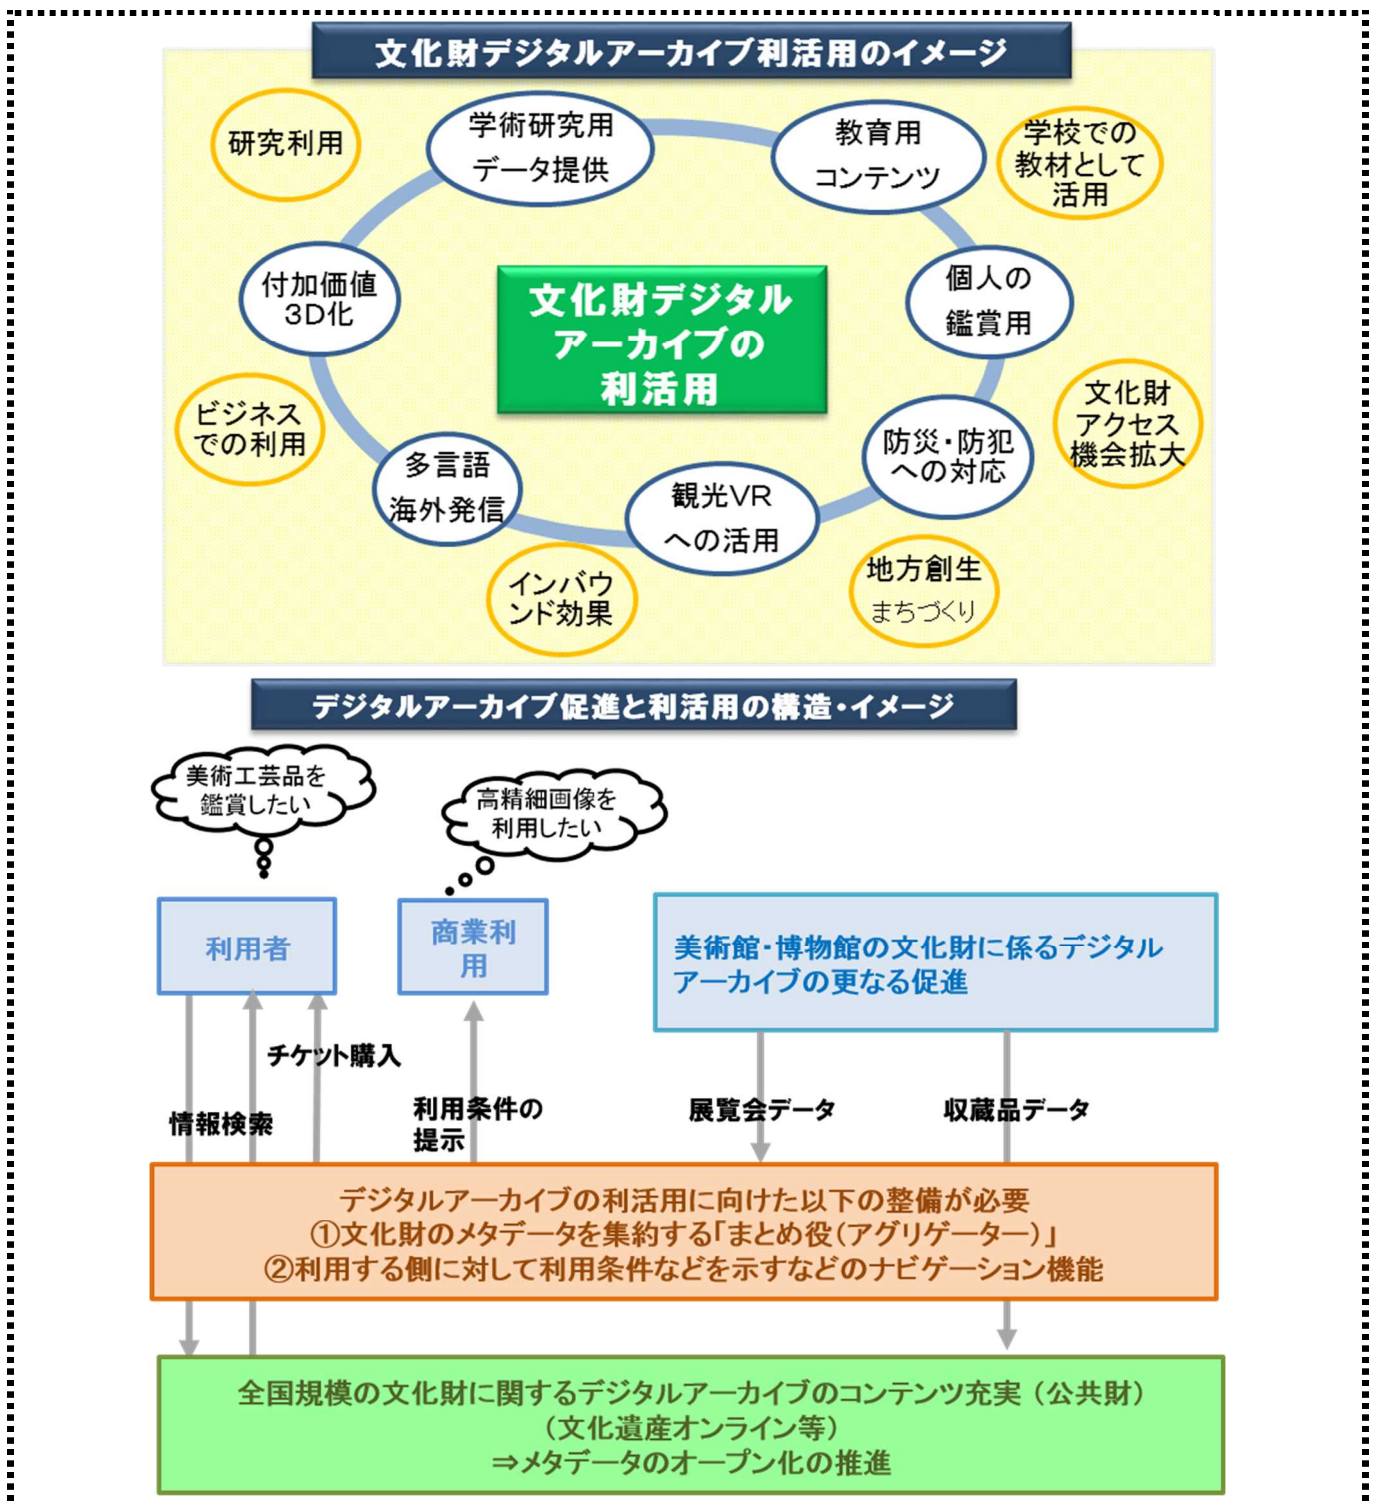 文化財デジタルアーカイブ利活用のイメージ
研究利用
学術研究用
データ提供
教育用
コンテンツ
学校での
教材として
活用
付加価値
3D化
文化財デジタル
アーカイブの
利活用
個人の
鑑賞用
ビジネス
での利用
多言語
海外発信
観光VR
への活用
防災・防犯
への対応
文化財
アクセス
機会拡大
インバウ
ンド効果
地方創生
まちづくり
デジタルアーカイブ促進と利活用の構造・イメージ
美術工芸品を
鑑賞したい
高精細画像を
利用したい
利用者
商業利
用
美術館・博物館の文化財に係るデジタル
アーカイブの更なる促進
チケット購入
情報検索
利用条件の
提示
展覧会データ
収蔵品データ
デジタルアーカイブの利活用に向けた以下の整備が必要
①文化財のメタデータを集約する「まとめ役（アグリゲーター）」
②利用する側に対して利用条件などを示すなどのナビゲーション機能
全国規模の文化財に関するデジタルアーカイブのコンテンツ充実（公共財）
（文化遺産オンライン等）
⇒メタデータのオープン化の推進